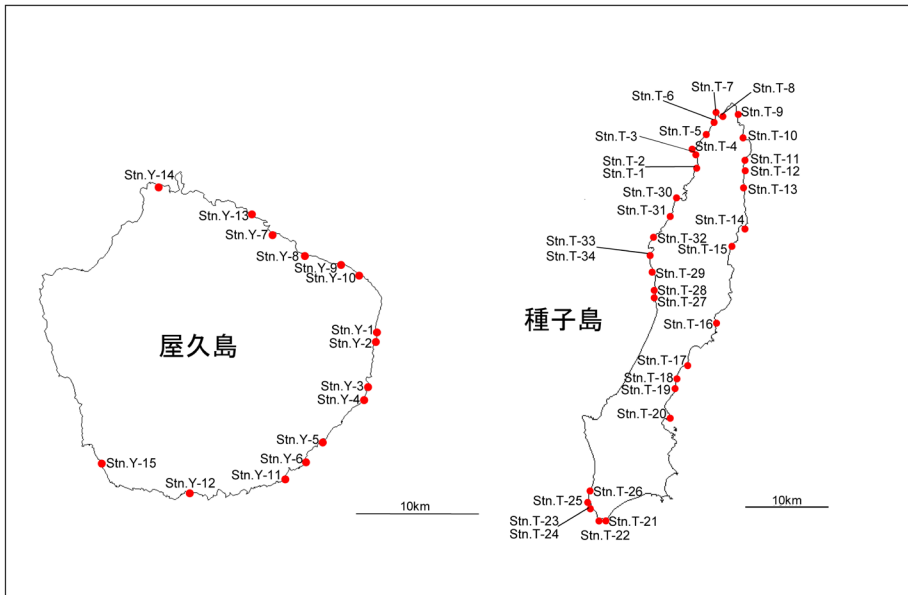 Stn.Y-14
Stn.Y-13
Stn.Y-7
Stn.Y-8
Stn.Y-9
Stn.Y-10
Stn.Y-1
Stn.Y-2
屋久島
Stn.Y-3
Stn.Y-4
Stn.Y-5
Stn.Y-6
Stn.Y-15
Stn.Y-11
Stn.Y-12
10km
Stn.T-7
Stn.T-8
Stn.T-6
Stn.T-9
Stn.T-5
Stn.T-10
Stn.T-3
Stn.T-4
Stn.T-2
Stn.T-1
Stn.T-11
Stn.T-12
Stn.T-13
Stn.T-30
Stn.T-31
Stn.T-14
Stn.T-32
Stn.T-33
Stn.T-34
Stn.T-15
Stn.T-29
Stn.T-28
Stn.T-27
種子島
Stn.T-16
Stn.T-17
Stn.T-18
Stn.T-19
Stn.T-20
Stn.T-26
Stn.T-25
Stn.T-23
Stn.T-24
Stn.T-21
Stn.T-22
10km